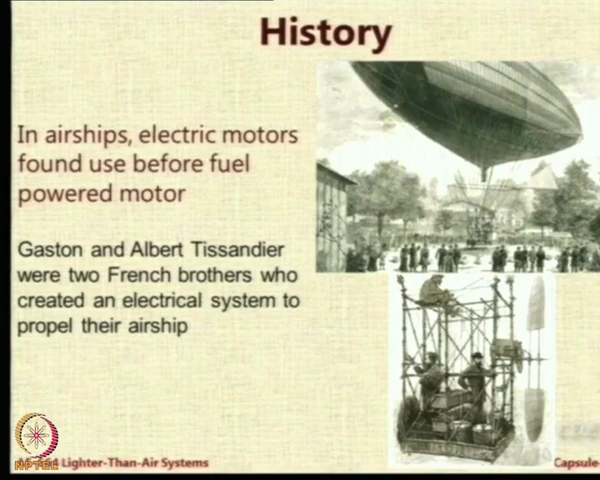 History
In airships, electric motors
found use before fuel
powered motor
Gaston and Albert Tissandier
were two French brothers who
created an electrical system to
propel their airship
NPTEL
Lighter-Than-Air Systems
Capsule-